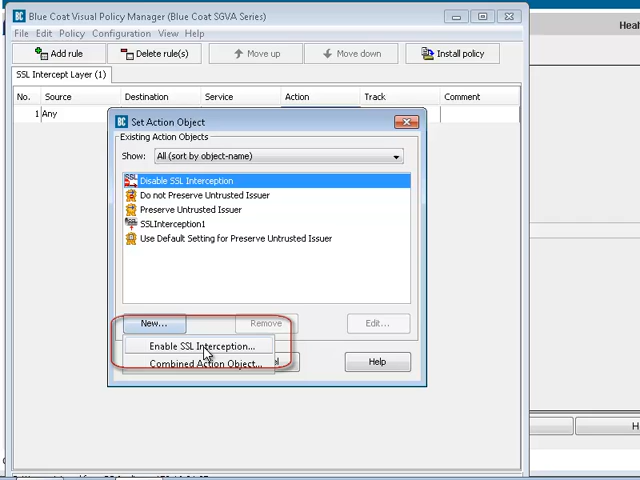 BC Blue Coat Visual Policy Manager (Blue Coat SGVA Series)
File Edit Policy Configuration View Help
Add rule Delete rule(s) Move up Move down Install policy
SSL Intercept Layer (1)
No. Source Destination Service Action Track Comment
1 Any
BC Set Action Object
Existing Action Objects
Show: All (sort by object-name)
Disable SSL Interception
Do not Preserve Untrusted Issuer
Preserve Untrusted Issuer
SSLInterception1
Use Default Setting for Preserve Untrusted Issuer
New... Remove Edit...
Enable SSL Interception...
Combined Action Object...
Help